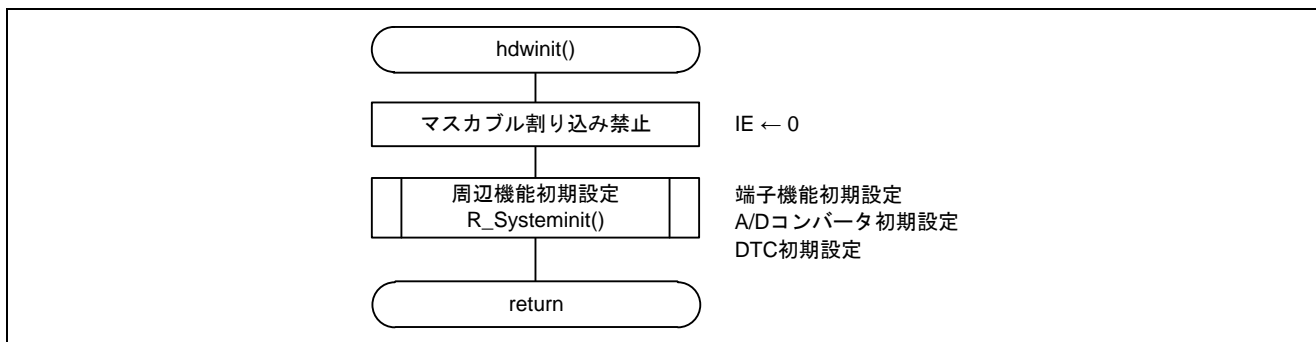 hdwinit()
マスカブル割り込み禁止
IE ← 0
周辺機能初期設定
R_Systeminit()
端子機能初期設定
A/Dコンバータ初期設定
DTC初期設定
return